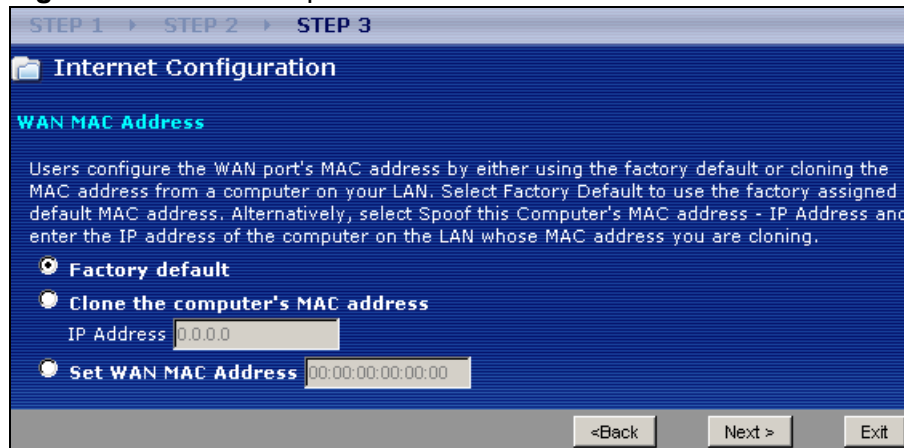 STEP 1 › STEP 2 › STEP 3
Internet Configuration
WAN MAC Address
Users configure the WAN port's MAC address by either using the factory default or cloning the
MAC address from a computer on your LAN. Select Factory Default to use the factory assigned
default MAC address. Alternatively, select Spoof this Computer's MAC address - IP Address and
enter the IP address of the computer on the LAN whose MAC address you are cloning.
Factory default
Clone the computer's MAC address
IP Address 0.0.0.0
Set WAN MAC Address 00:00:00:00:00:00
<Back Next > Exit